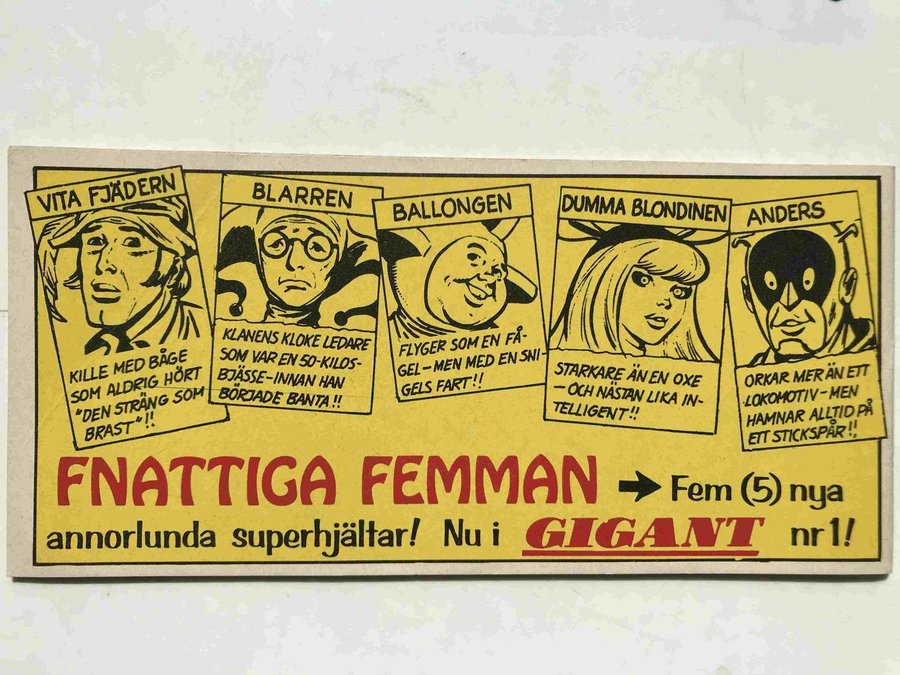 VITA FJÄDERN
KILLE MED BÅGE
SOM ALDRIG HÖRT
"DEN STRÄNG SOM
BRAST"!!
BLARREN
KLANENS KLOKE LEDARE
SOM VAR EN 50-KILOS-
BJÄSSE-INNAN HAN
BÖRJADE BANTA!!
BALLONGEN
FLYGER SOM EN FÅ-
GEL-MEN MED EN SNI-
GELS FART!!
DUMMA BLONDINEN
STARKARE ÄN EN OXE
-OCH NÄSTAN LIKA IN-
TELLIGENT!!
ANDERS
ORKAR MER ÄN ETT
LOKOMOTIV-MEN
HAMNAR ALLTID PÅ
ETT STICKSPÅR!!
FNATTIGA FEMMAN → Fem (5) nya
annorlunda superhjältar! Nu i GIGANT nr 1!